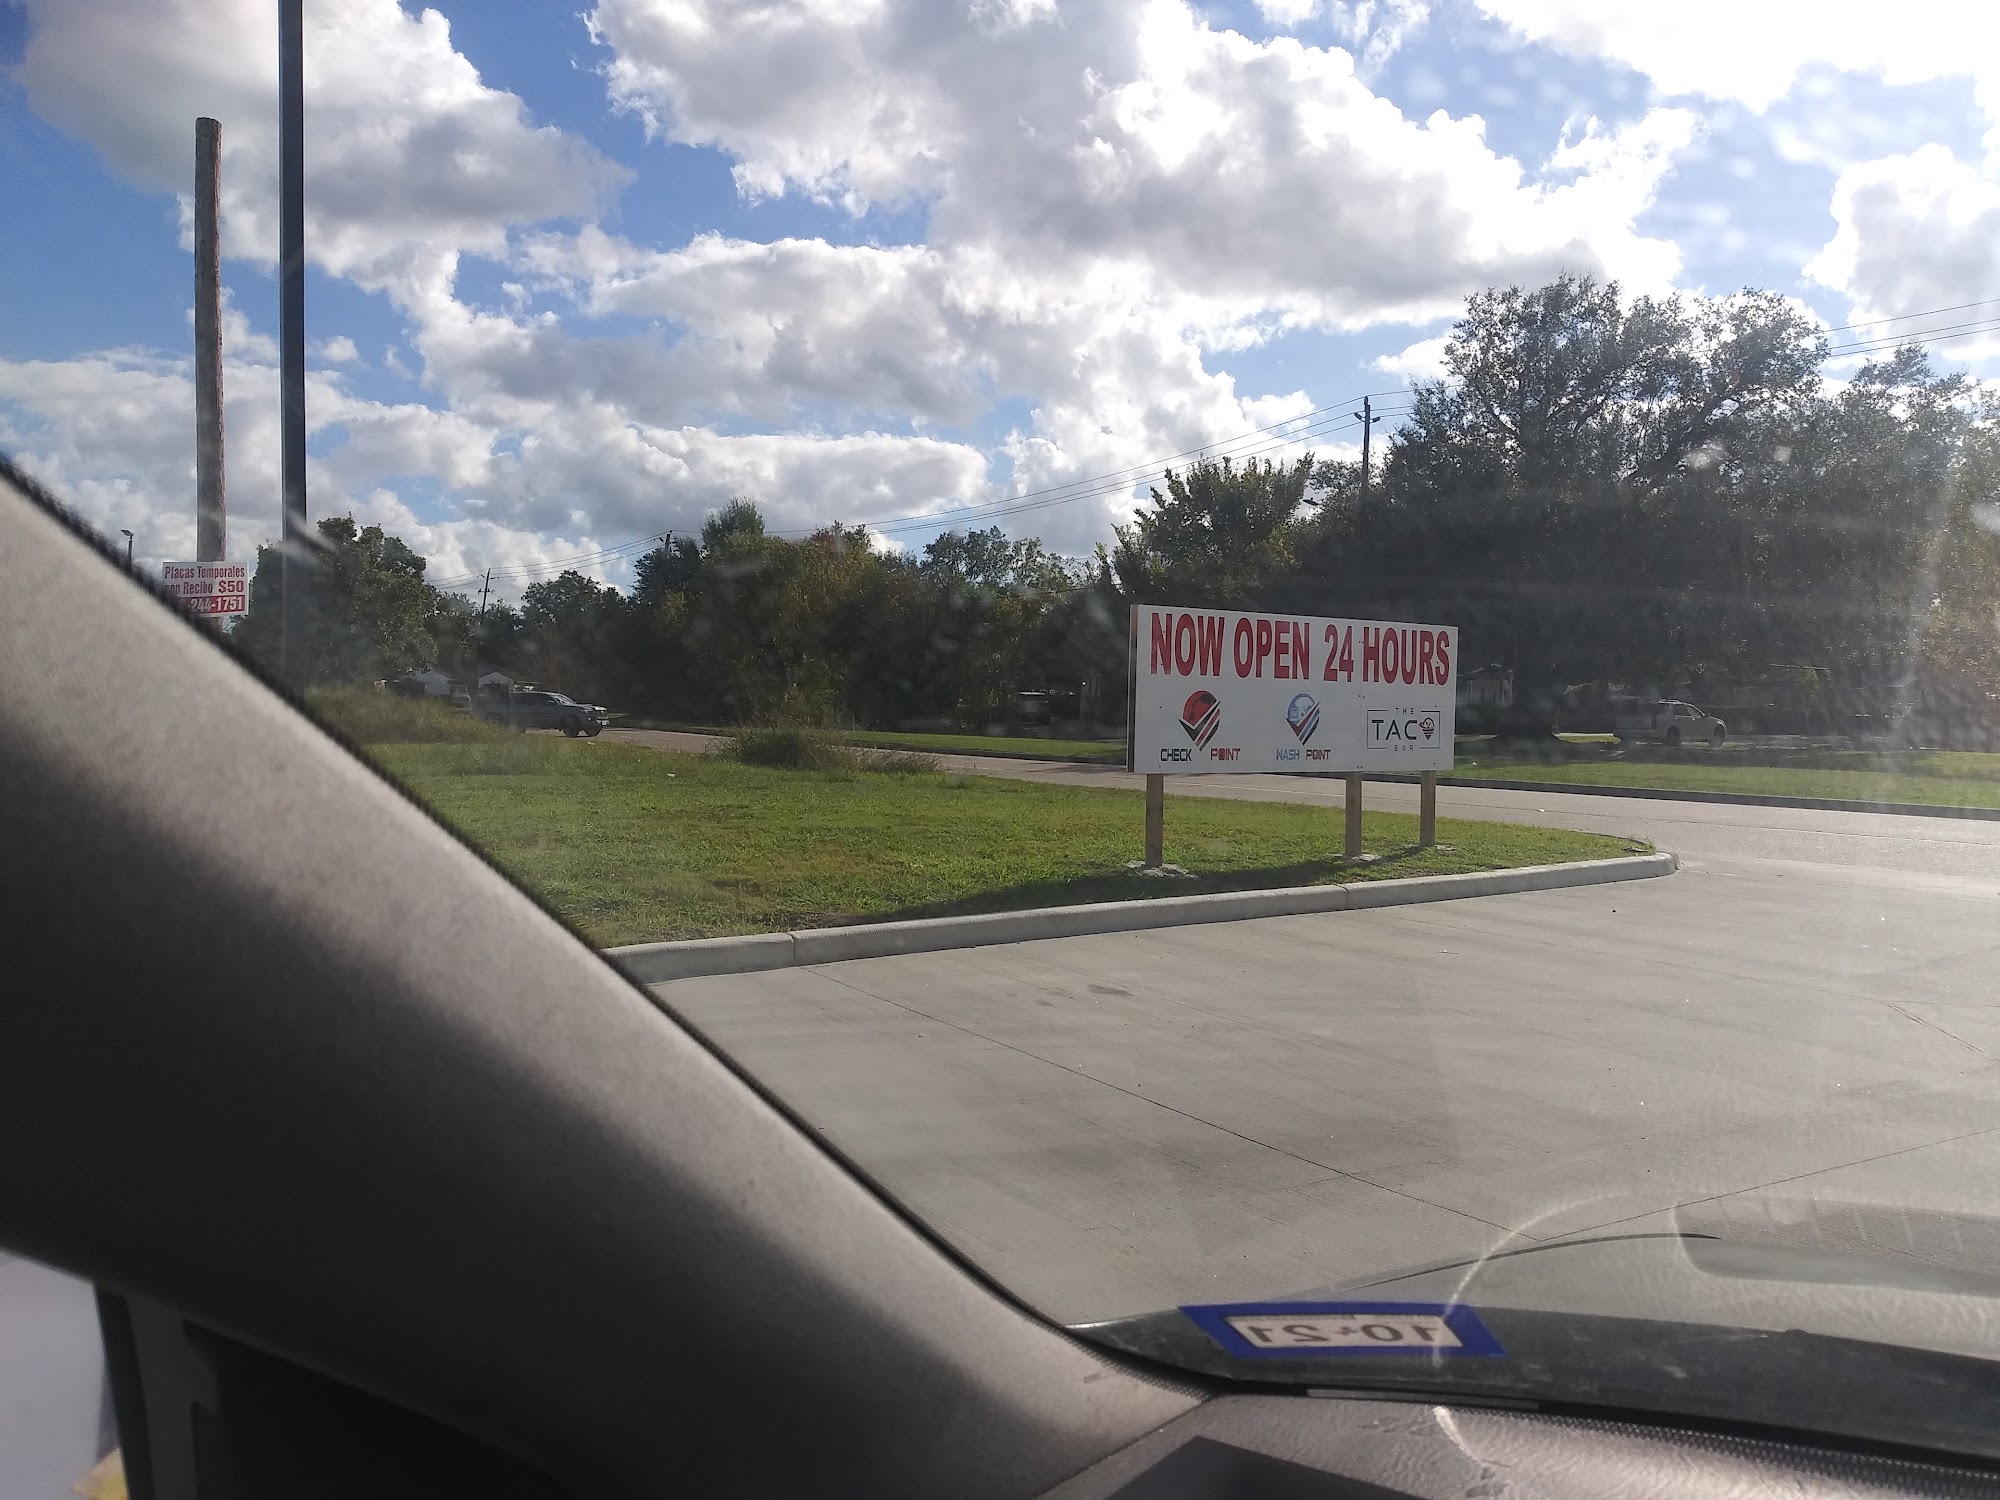 Placas Temporales
con Recibo $50
244-1751
NOW OPEN 24 HOURS
CHECK POINT
WASH POINT
THE
TACO
BAR
10 21